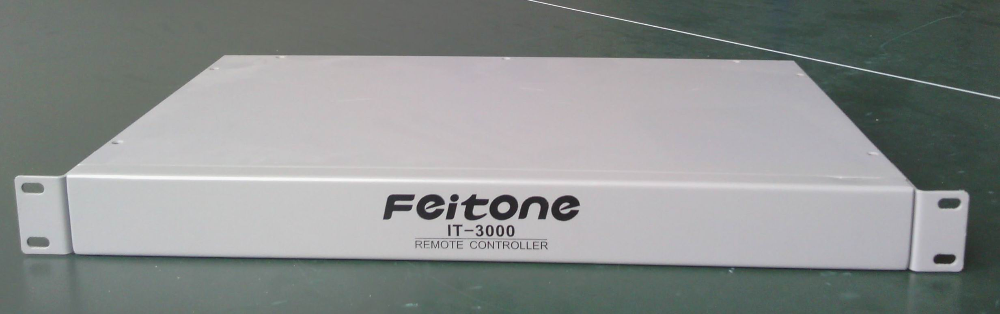 Feitone
IT-3000
REMOTE CONTROLLER